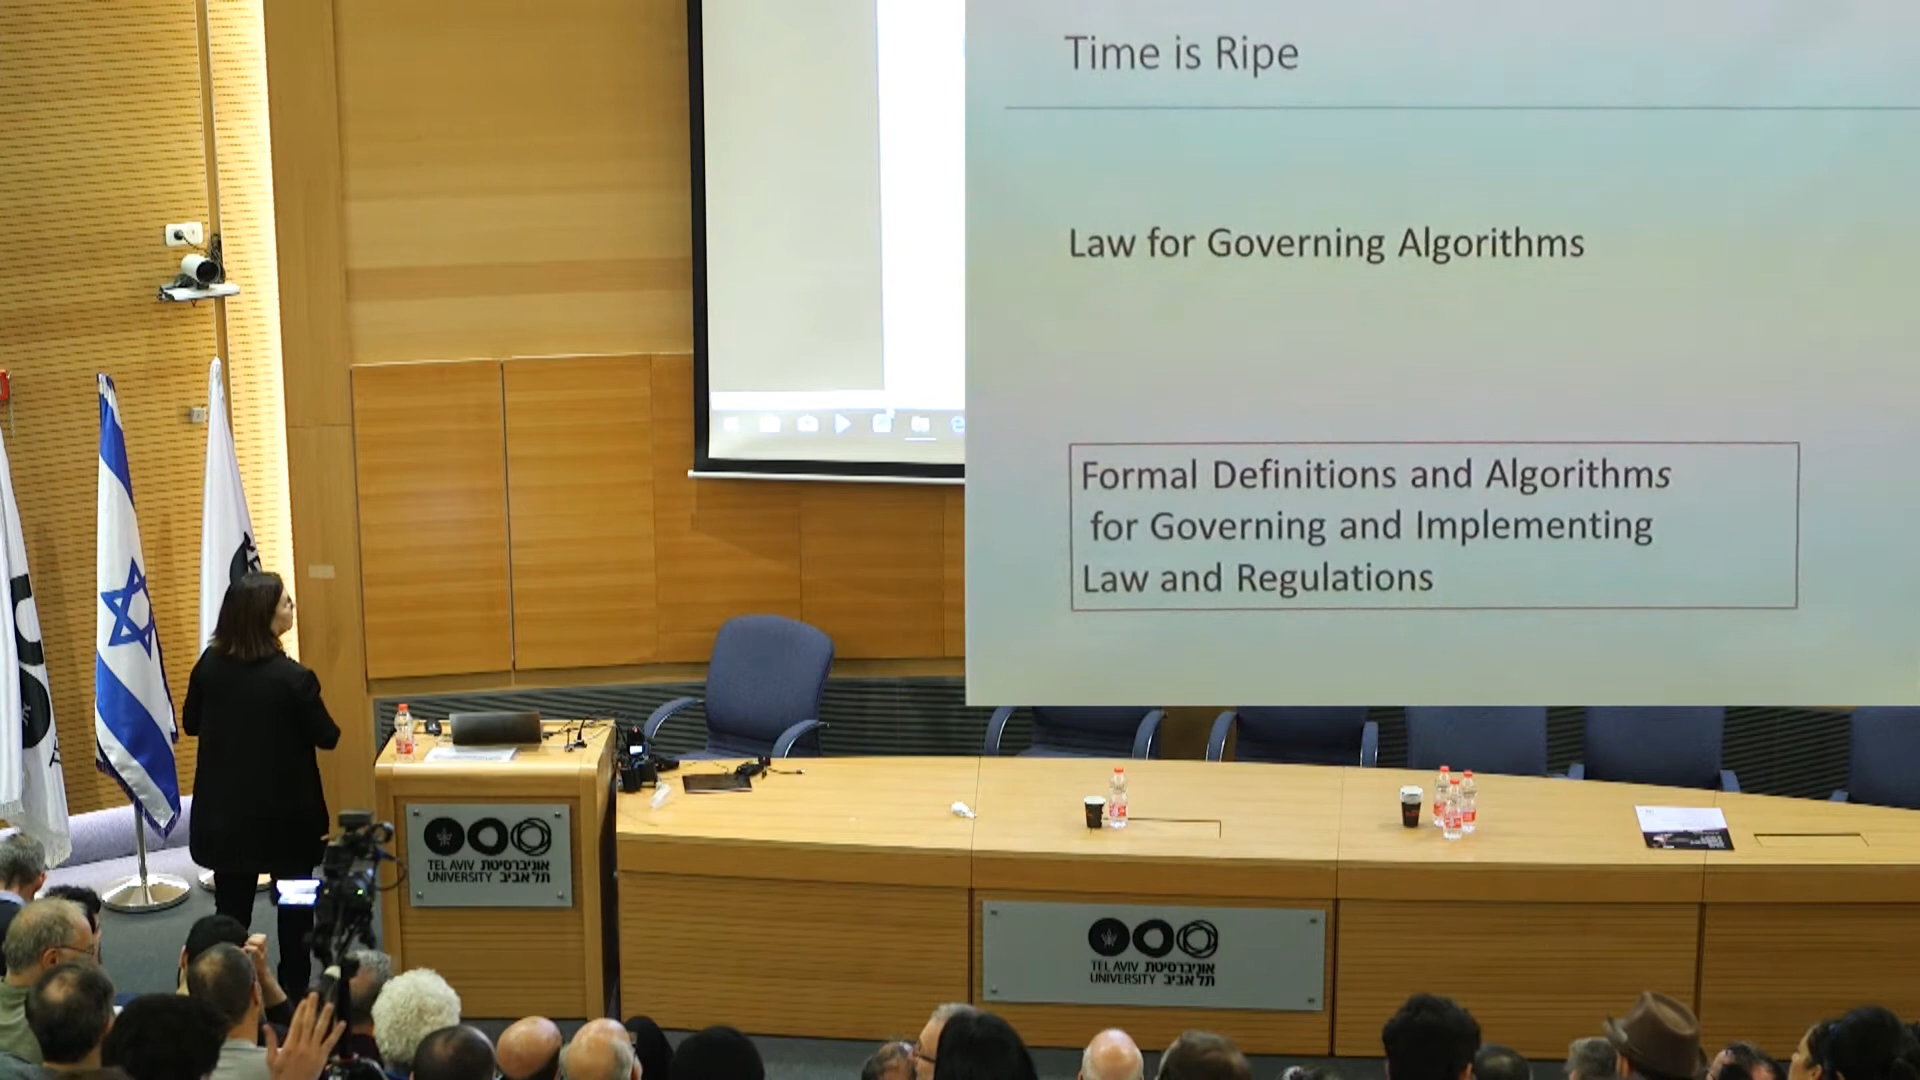 Time is Ripe
Law for Governing Algorithms
Formal Definitions and Algorithms
for Governing and Implementing
Law and Regulations
TEL AVIV אוניברסיטת
UNIVERSITY תל אביב
TEL AVIV אוניברסיטת
UNIVERSITY תל אביב